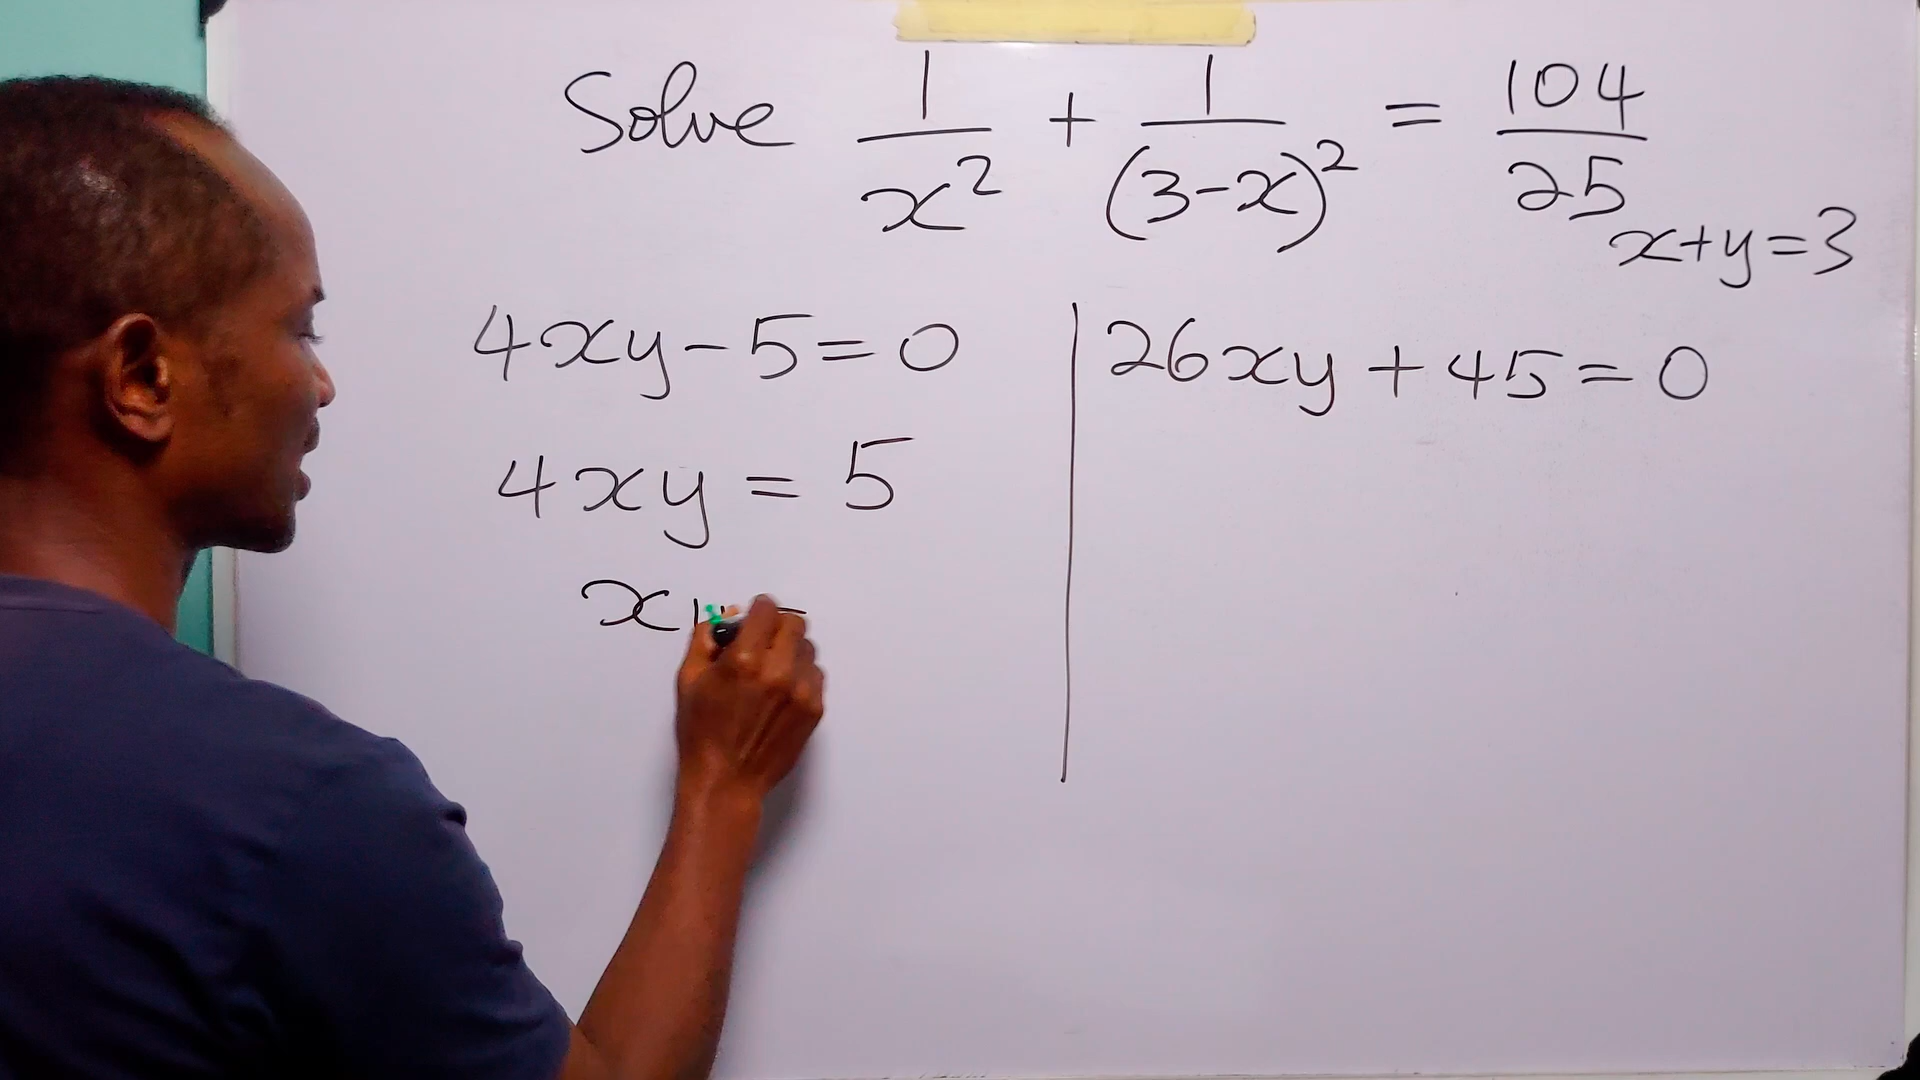 Solve 1/x² + 1/(3-x)² = 104/25
x+y=3
4xy-5=0
4xy = 5
x
26xy+45=0